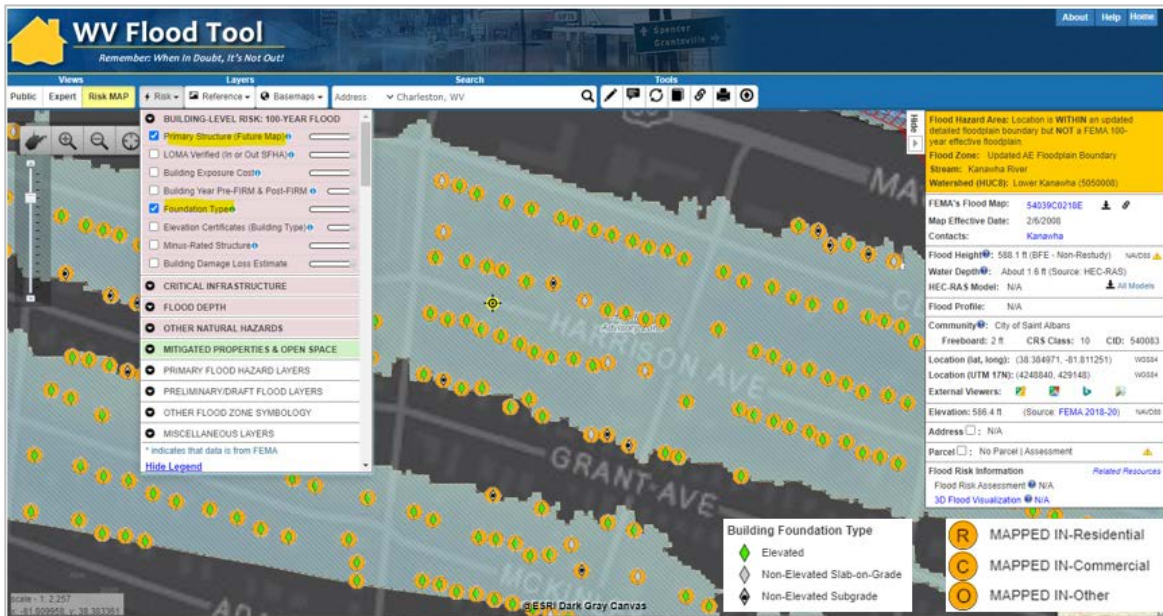 About Help Home
WV Flood Tool
Remember: When In Doubt, It's Not Out!
Spencer
Grantsville
Views Layers Search Tools
Public Expert Risk MAP Risk Reference Basemaps Address Charleston, WV
BUILDING-LEVEL RISK: 100-YEAR FLOOD
Primary Structure (Future Map)
LOMA Verified (In or Out SFHA)
Building Exposure Cost
Building Year Pre-FIRM & Post-FIRM
Foundation Type
Elevation Certificates (Building Type)
Minus-Rated Structure
Building Damage Loss Estimate
CRITICAL INFRASTRUCTURE
FLOOD DEPTH
OTHER NATURAL HAZARDS
MITIGATED PROPERTIES & OPEN SPACE
PRIMARY FLOOD HAZARD LAYERS
PRELIMINARY/DRAFT FLOOD LAYERS
OTHER FLOOD ZONE SYMBOLOGY
MISCELLANEOUS LAYERS
* indicates that data is from FEMA
Hide Legend
HARRISON AVE
GRANT AVE
Hide
Flood Hazard Area: Location is WITHIN an updated
detailed floodplain boundary but NOT a FEMA 100-
year effective floodplain.
Flood Zone: Updated AE Floodplain Boundary
Stream: Kanawha River
Watershed (HUC8): Lower Kanawha (5050008)
FEMA's Flood Map: 54039C0218E
Map Effective Date: 2/6/2008
Contacts: Kanawha
Flood Height: 588.1 ft (BFE - Non-Restudy) NAVD88
Water Depth: About 1.6 ft (Source: HEC-RAS)
HEC-RAS Model: N/A All Models
Flood Profile: N/A
Community: City of Saint Albans
Freeboard: 2 ft CRS Class: 10 CID: 540083
Location (lat, long): (38.384971, -81.811251) WGS84
Location (UTM 17N): (4248840, 429148) WGS84
External Viewers:
Elevation: 586.4 ft (Source: FEMA 2018-20) NAVD88
Address : N/A
Parcel : No Parcel | Assessment
Flood Risk Information Related Resources
Flood Risk Assessment N/A
3D Flood Visualization N/A
Building Foundation Type
Elevated
Non-Elevated Slab-on-Grade
Non-Elevated Subgrade
R MAPPED IN-Residential
C MAPPED IN-Commercial
O MAPPED IN-Other
scale - 1: 2,257
x: -81.809958, y: 38.383361
@ESRI Dark Gray Canvas